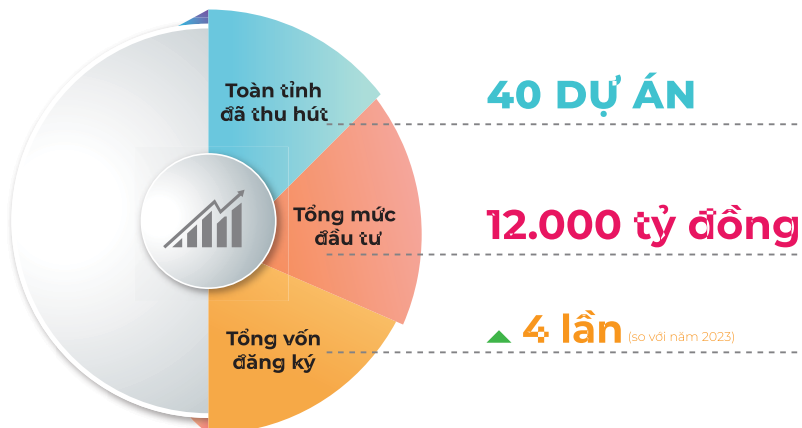 Toàn tỉnh
đã thu hút
40 DỰ ÁN
Tổng mức
đầu tư
12.000 tỷ đồng
Tổng vốn
đăng ký
4 lần (so với năm 2023)